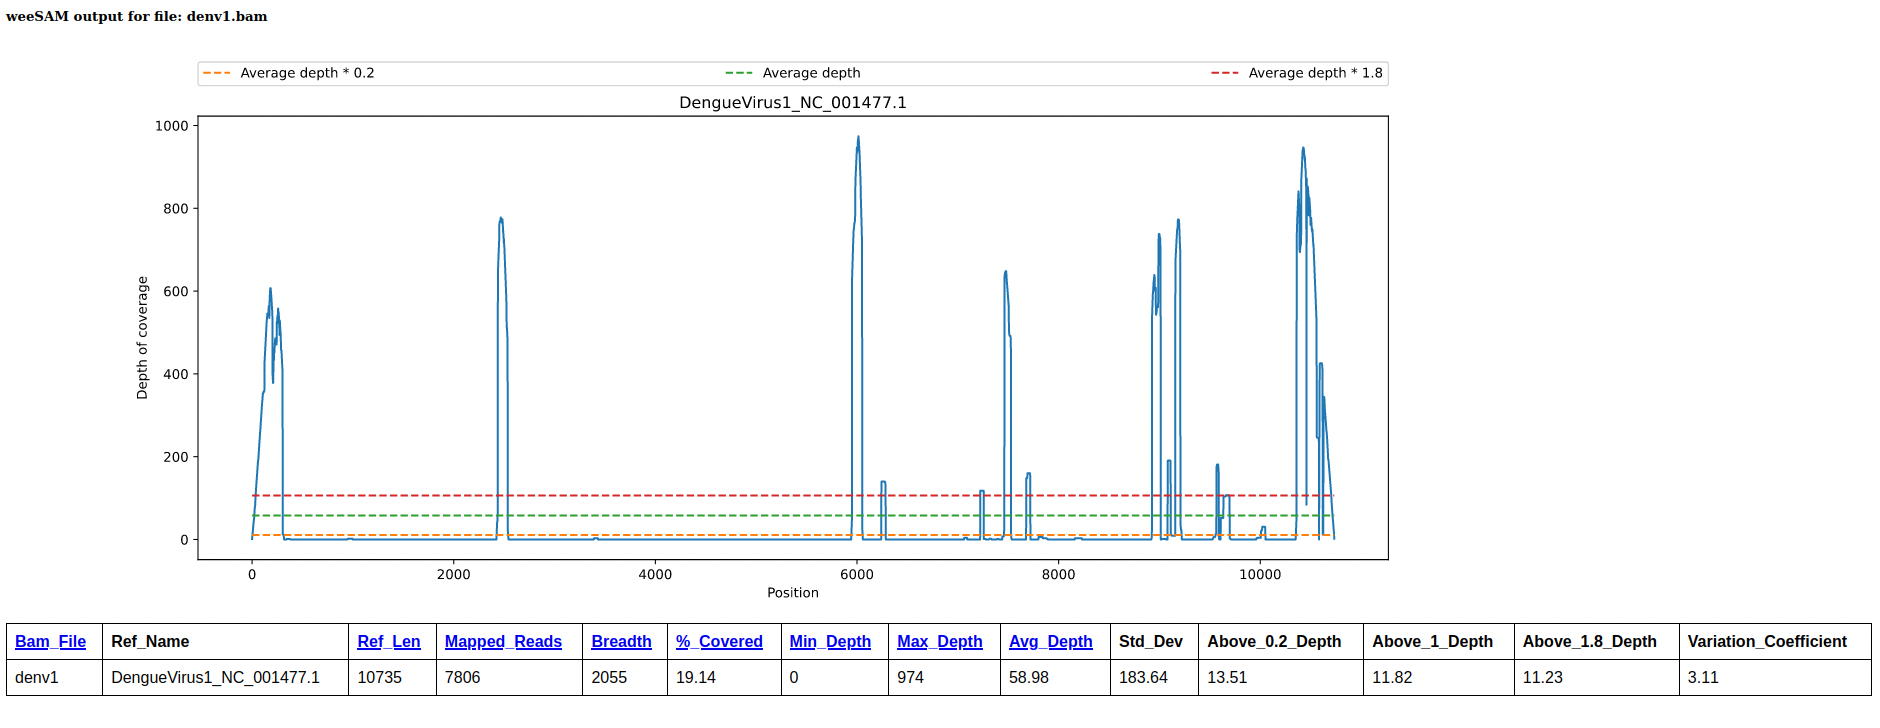 weeSAM output for file: denv1.bam
Average depth * 0.2 Average depth Average depth * 1.8
DengueVirus1_NC_001477.1
1000
800
600
400
200
0
Depth of coverage
0 2000 4000 6000 8000 10000
Position
Bam_File Ref_Name Ref_Len Mapped_Reads Breadth %_Covered Min_Depth Max_Depth Avg_Depth Std_Dev Above_0.2_Depth Above_1_Depth Above_1.8_Depth Variation_Coefficient
denv1 DengueVirus1_NC_001477.1 10735 7806 2055 19.14 0 974 58.98 183.64 13.51 11.82 11.23 3.11